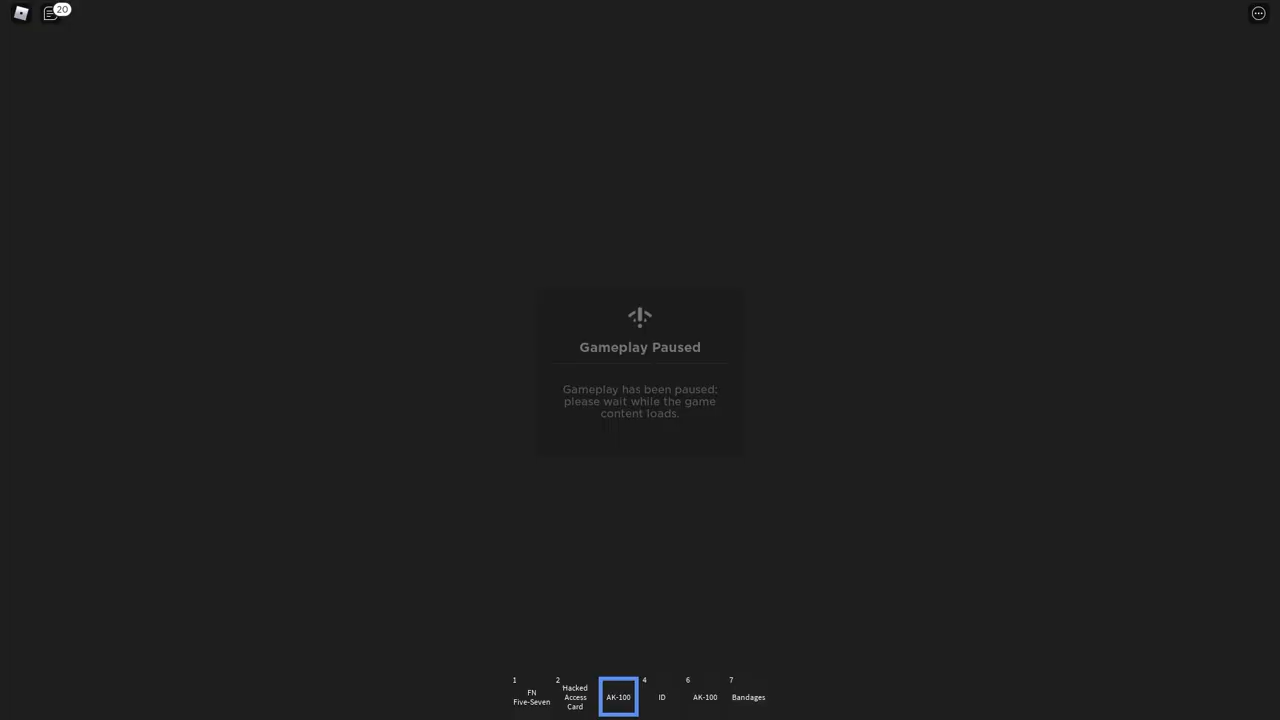 20
Gameplay Paused
Gameplay has been paused;
please wait while the game
content loads.
1
FN
Five-Seven
2
Hacked
Access
Card
AK-100
4
ID
6
AK-100
7
Bandages